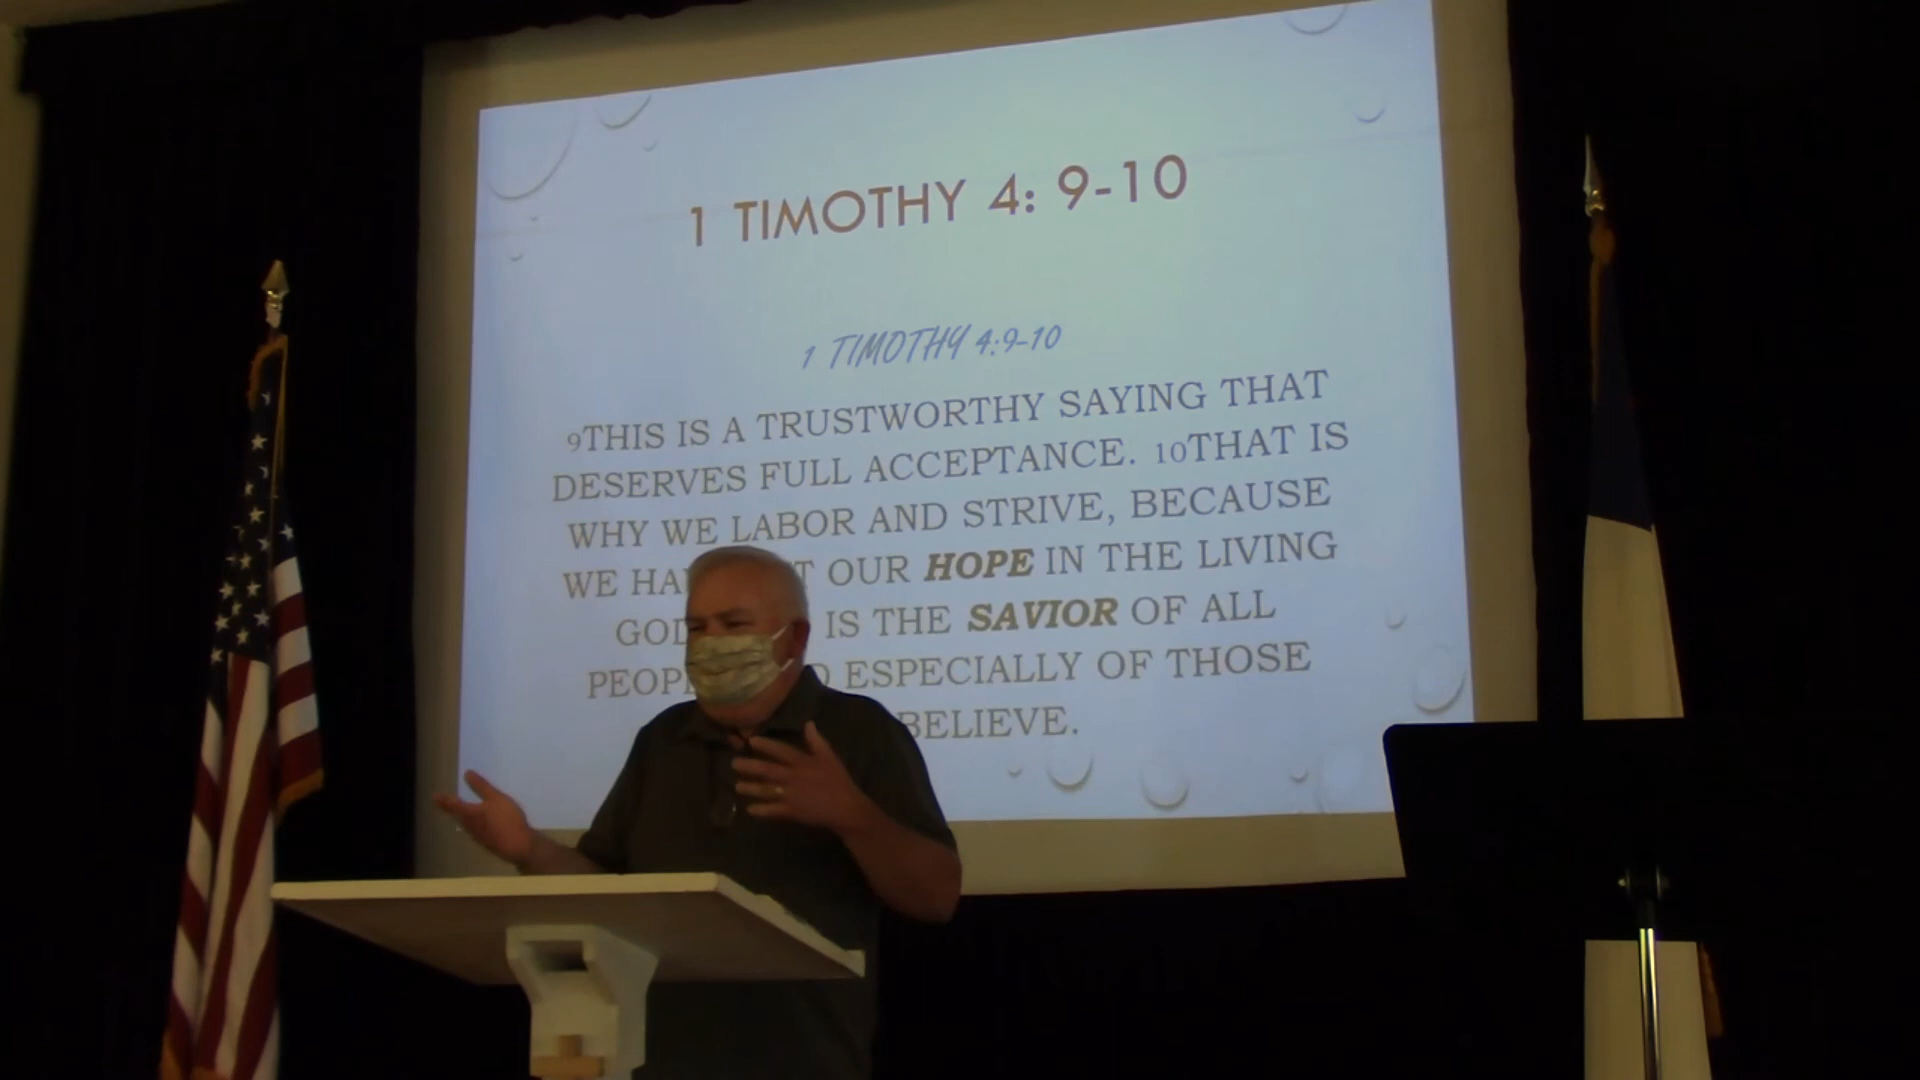 1 TIMOTHY 4: 9-10
1 TIMOTHY 4:9-10
9THIS IS A TRUSTWORTHY SAYING THAT
DESERVES FULL ACCEPTANCE. 10THAT IS
WHY WE LABOR AND STRIVE, BECAUSE
WE HA T OUR HOPE IN THE LIVING
GOD IS THE SAVIOR OF ALL
PEOP D ESPECIALLY OF THOSE
BELIEVE.